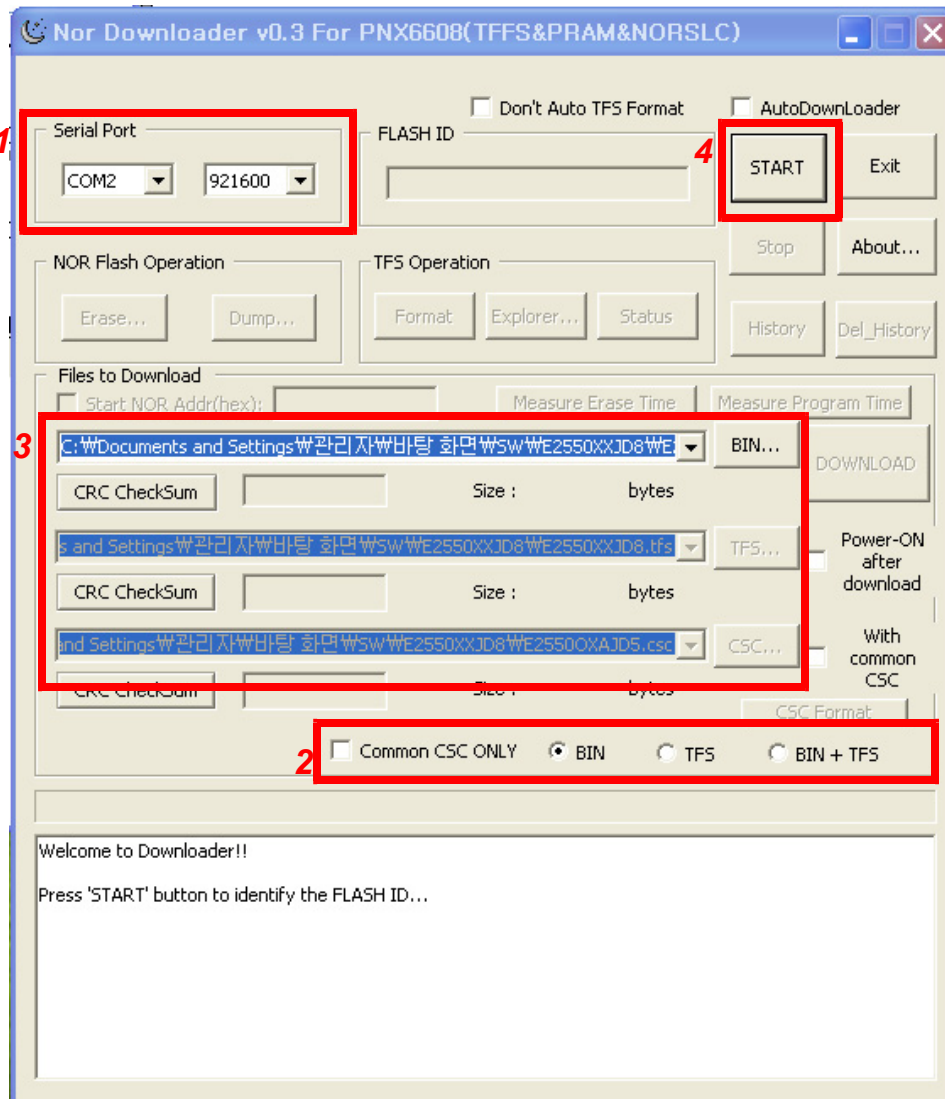 Nor Downloader v0.3 For PNX6608(TFFS&PRAM&NORSLC)
Don't Auto TFS Format
AutoDownLoader
1
Serial Port
COM2
921600
FLASH ID
4
START
Exit
Stop
About...
NOR Flash Operation
Erase...
Dump...
TFS Operation
Format
Explorer...
Status
History
Del_History
Files to Download
Start NOR Addr(hex):
Measure Erase Time
Measure Program Time
3
C:₩Documents and Settings₩관리자₩바탕 화면₩SW₩E2550XXJD8₩E
BIN...
DOWNLOAD
CRC CheckSum
Size :
bytes
s and Settings₩관리자₩바탕 화면₩SW₩E2550XXJD8₩E2550XXJD8.tfs
TFS...
Power-ON
after
download
CRC CheckSum
Size :
bytes
and Settings₩관리자₩바탕 화면₩SW₩E2550XXJD8₩E2550OXAJD5.csc
CSC...
With
common
CSC
CRC CheckSum
Size :
bytes
CSC Format
2
Common CSC ONLY
BIN
TFS
BIN + TFS
Welcome to Downloader!!
Press 'START' button to identify the FLASH ID...